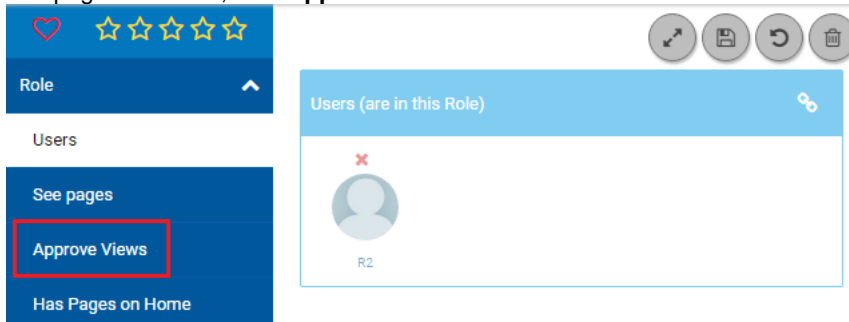 Role
Users
See pages
Approve Views
Has Pages on Home
Users (are in this Role)
R2